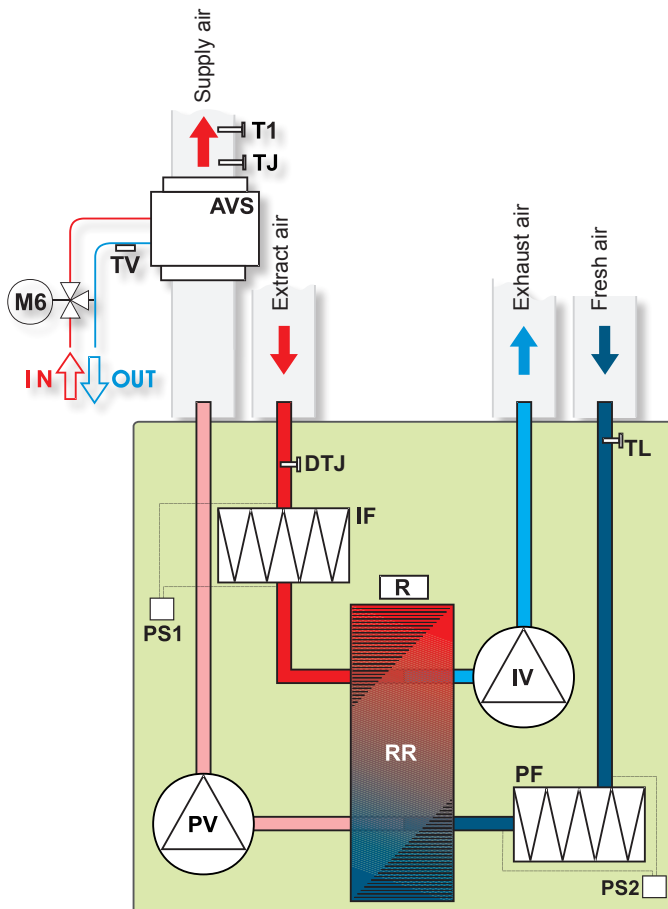 Supply air
T1
TJ
AVS
TV
M6
IN
OUT
Extract air
Exhaust air
Fresh air
DTJ
TL
IF
PS1
R
IV
RR
PF
PV
PS2